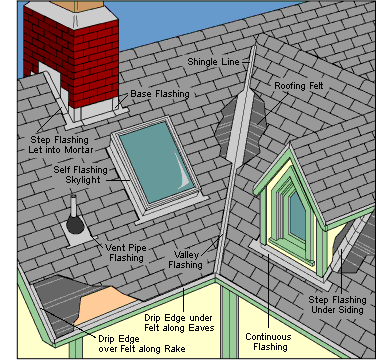 Shingle Line
Base Flashing
Roofing Felt
Step Flashing
Let into Mortar
Self Flashing
Skylight
Vent Pipe
Flashing
Valley
Flashing
Step Flashing
Under Siding
Drip Edge under
Felt along Eaves
Continuous
Flashing
Drip Edge
over Felt along Rake